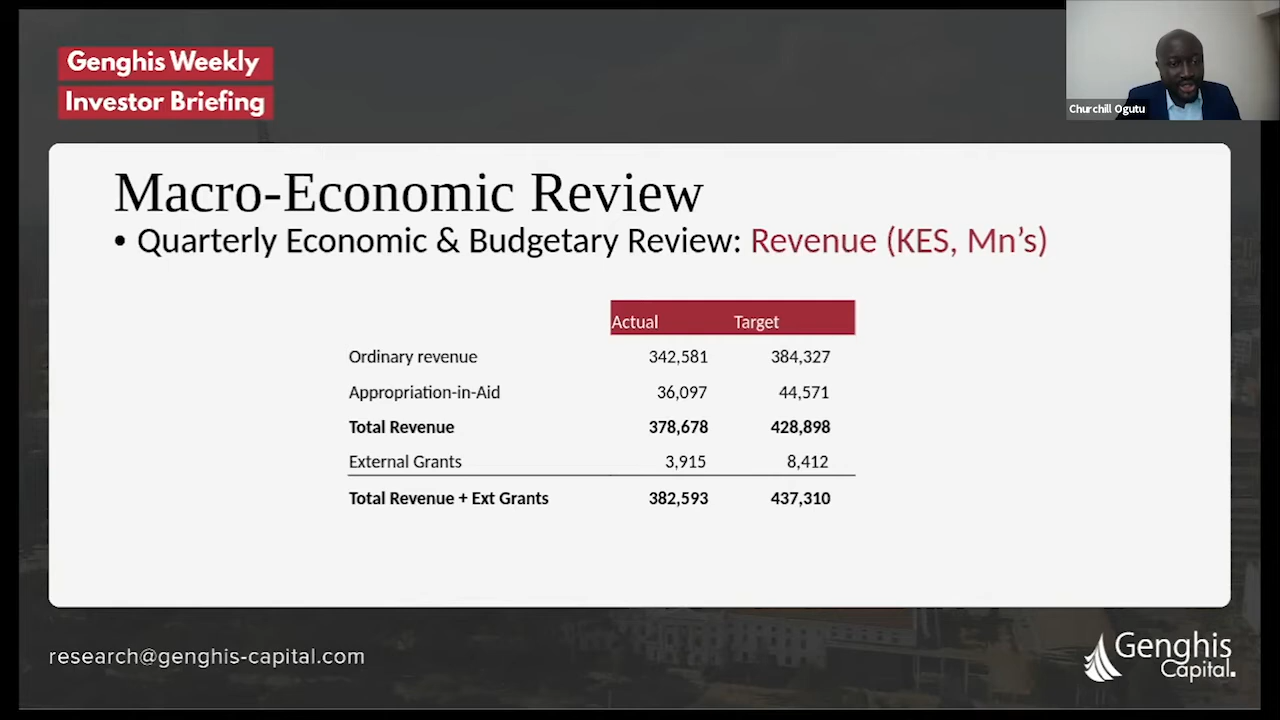 Genghis Weekly
Investor Briefing
Churchill Ogutu
Macro-Economic Review
• Quarterly Economic & Budgetary Review: Revenue (KES, Mn’s)
Actual Target
Ordinary revenue 342,581 384,327
Appropriation-in-Aid 36,097 44,571
Total Revenue 378,678 428,898
External Grants 3,915 8,412
Total Revenue + Ext Grants 382,593 437,310
research@genghis-capital.com
Genghis
Capital.